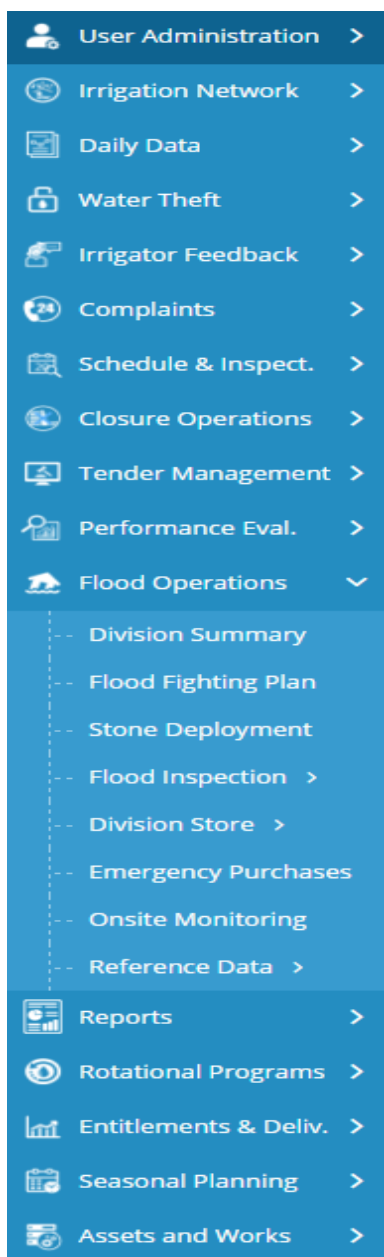 User Administration >
Irrigation Network >
Daily Data >
Water Theft >
Irrigator Feedback >
24 Complaints >
Schedule & Inspect. >
Closure Operations >
Tender Management >
Performance Eval. >
Flood Operations
Division Summary
Flood Fighting Plan
Stone Deployment
Flood Inspection >
Division Store >
Emergency Purchases
Onsite Monitoring
Reference Data >
Reports >
Rotational Programs >
Entitlements & Deliv. >
Seasonal Planning >
Assets and Works >